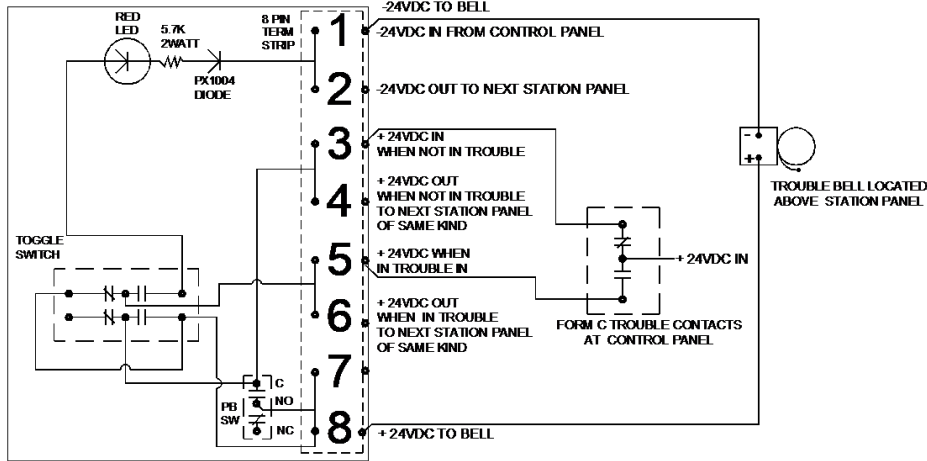 -24VDC TO BELL
RED
LED
5.7K
2WATT
PX1004
DIODE
8 PIN
TERM
STRIP
1
-24VDC IN FROM CONTROL PANEL
2
-24VDC OUT TO NEXT STATION PANEL
3
+ 24VDC IN
WHEN NOT IN TROUBLE
4
+ 24VDC OUT
WHEN NOT IN TROUBLE
TO NEXT STATION PANEL
OF SAME KIND
5
+ 24VDC WHEN
IN TROUBLE IN
6
+ 24VDC OUT
WHEN IN TROUBLE
TO NEXT STATION PANEL
OF SAME KIND
7
8
+ 24VDC TO BELL
-
+
TROUBLE BELL LOCATED
ABOVE STATION PANEL
+ 24VDC IN
FORM C TROUBLE CONTACTS
AT CONTROL PANEL
TOGGLE
SWITCH
PB
SW
C
NO
NC